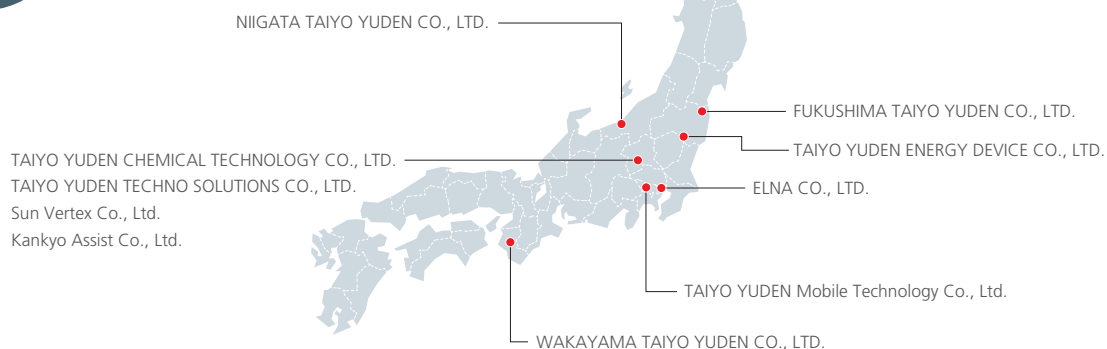 NIIGATA TAIYO YUDEN CO., LTD.
FUKUSHIMA TAIYO YUDEN CO., LTD.
TAIYO YUDEN ENERGY DEVICE CO., LTD.
TAIYO YUDEN CHEMICAL TECHNOLOGY CO., LTD.
TAIYO YUDEN TECHNO SOLUTIONS CO., LTD.
Sun Vertex Co., Ltd.
Kankyo Assist Co., Ltd.
ELNA CO., LTD.
TAIYO YUDEN Mobile Technology Co., Ltd.
WAKAYAMA TAIYO YUDEN CO., LTD.